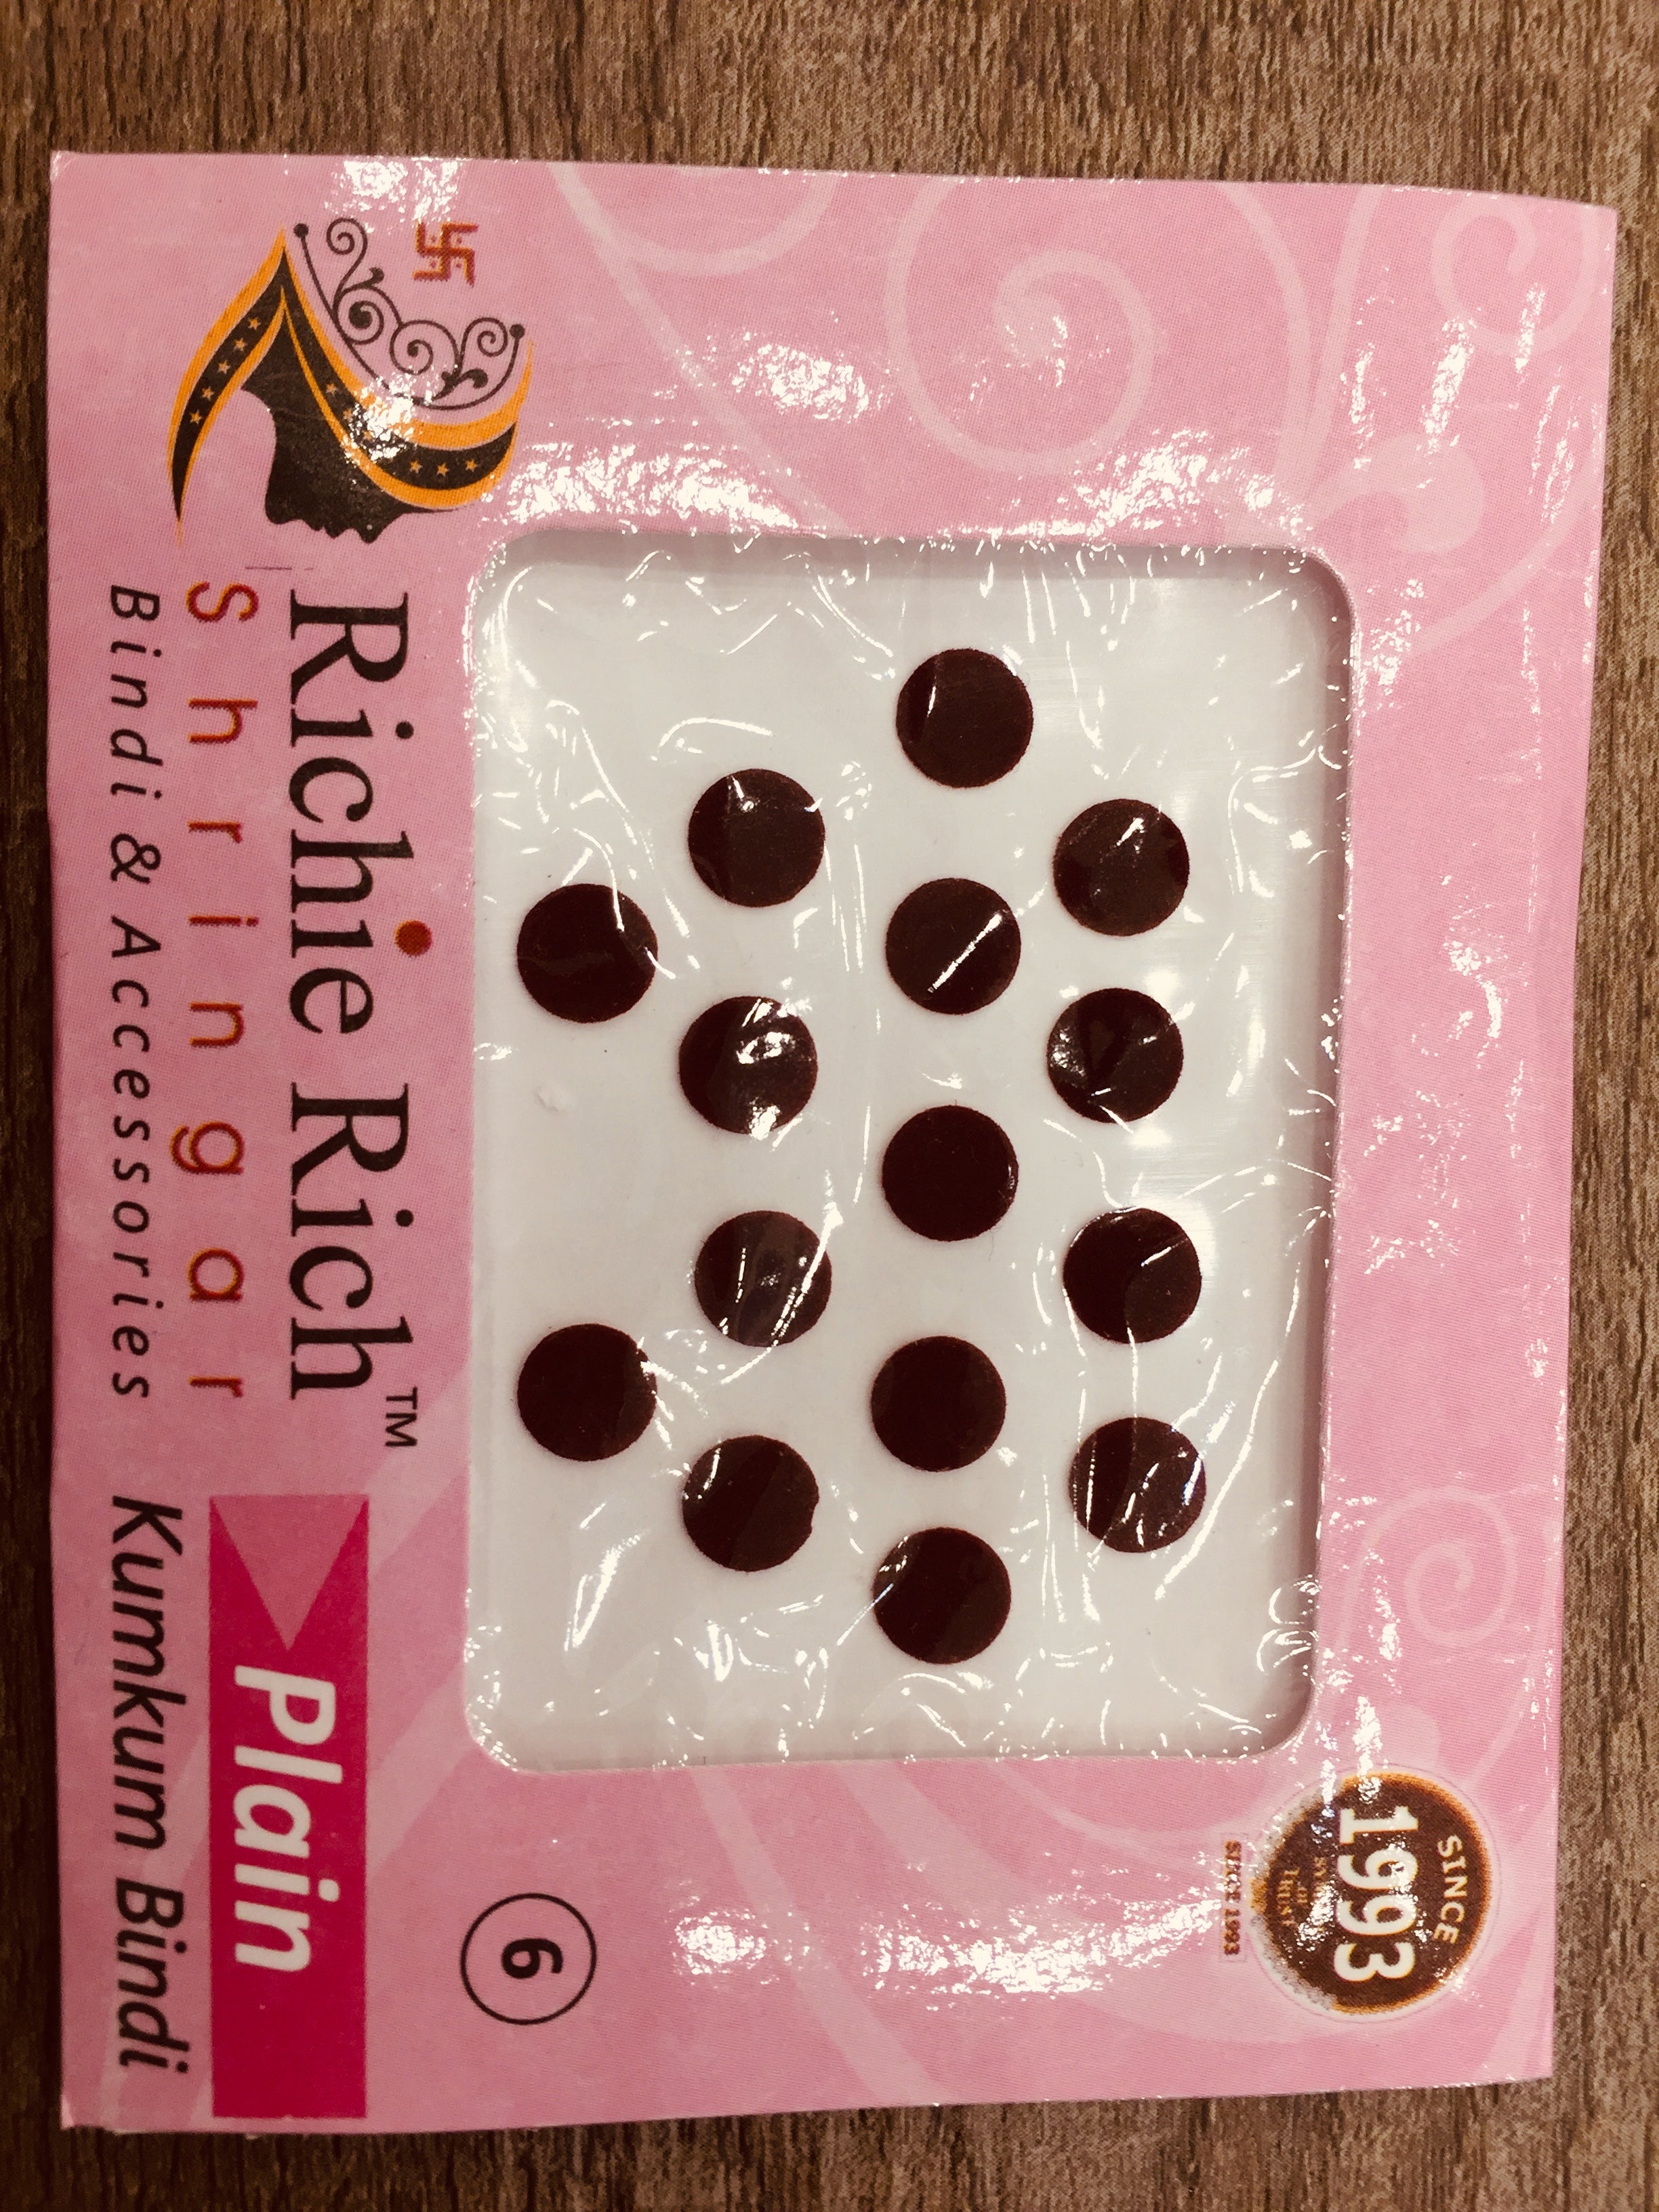 Richie Rich™
Shringar
Bindi & Accessories
Plain
Kumkum Bindi
6
SINCE
1993
SINCE 1993